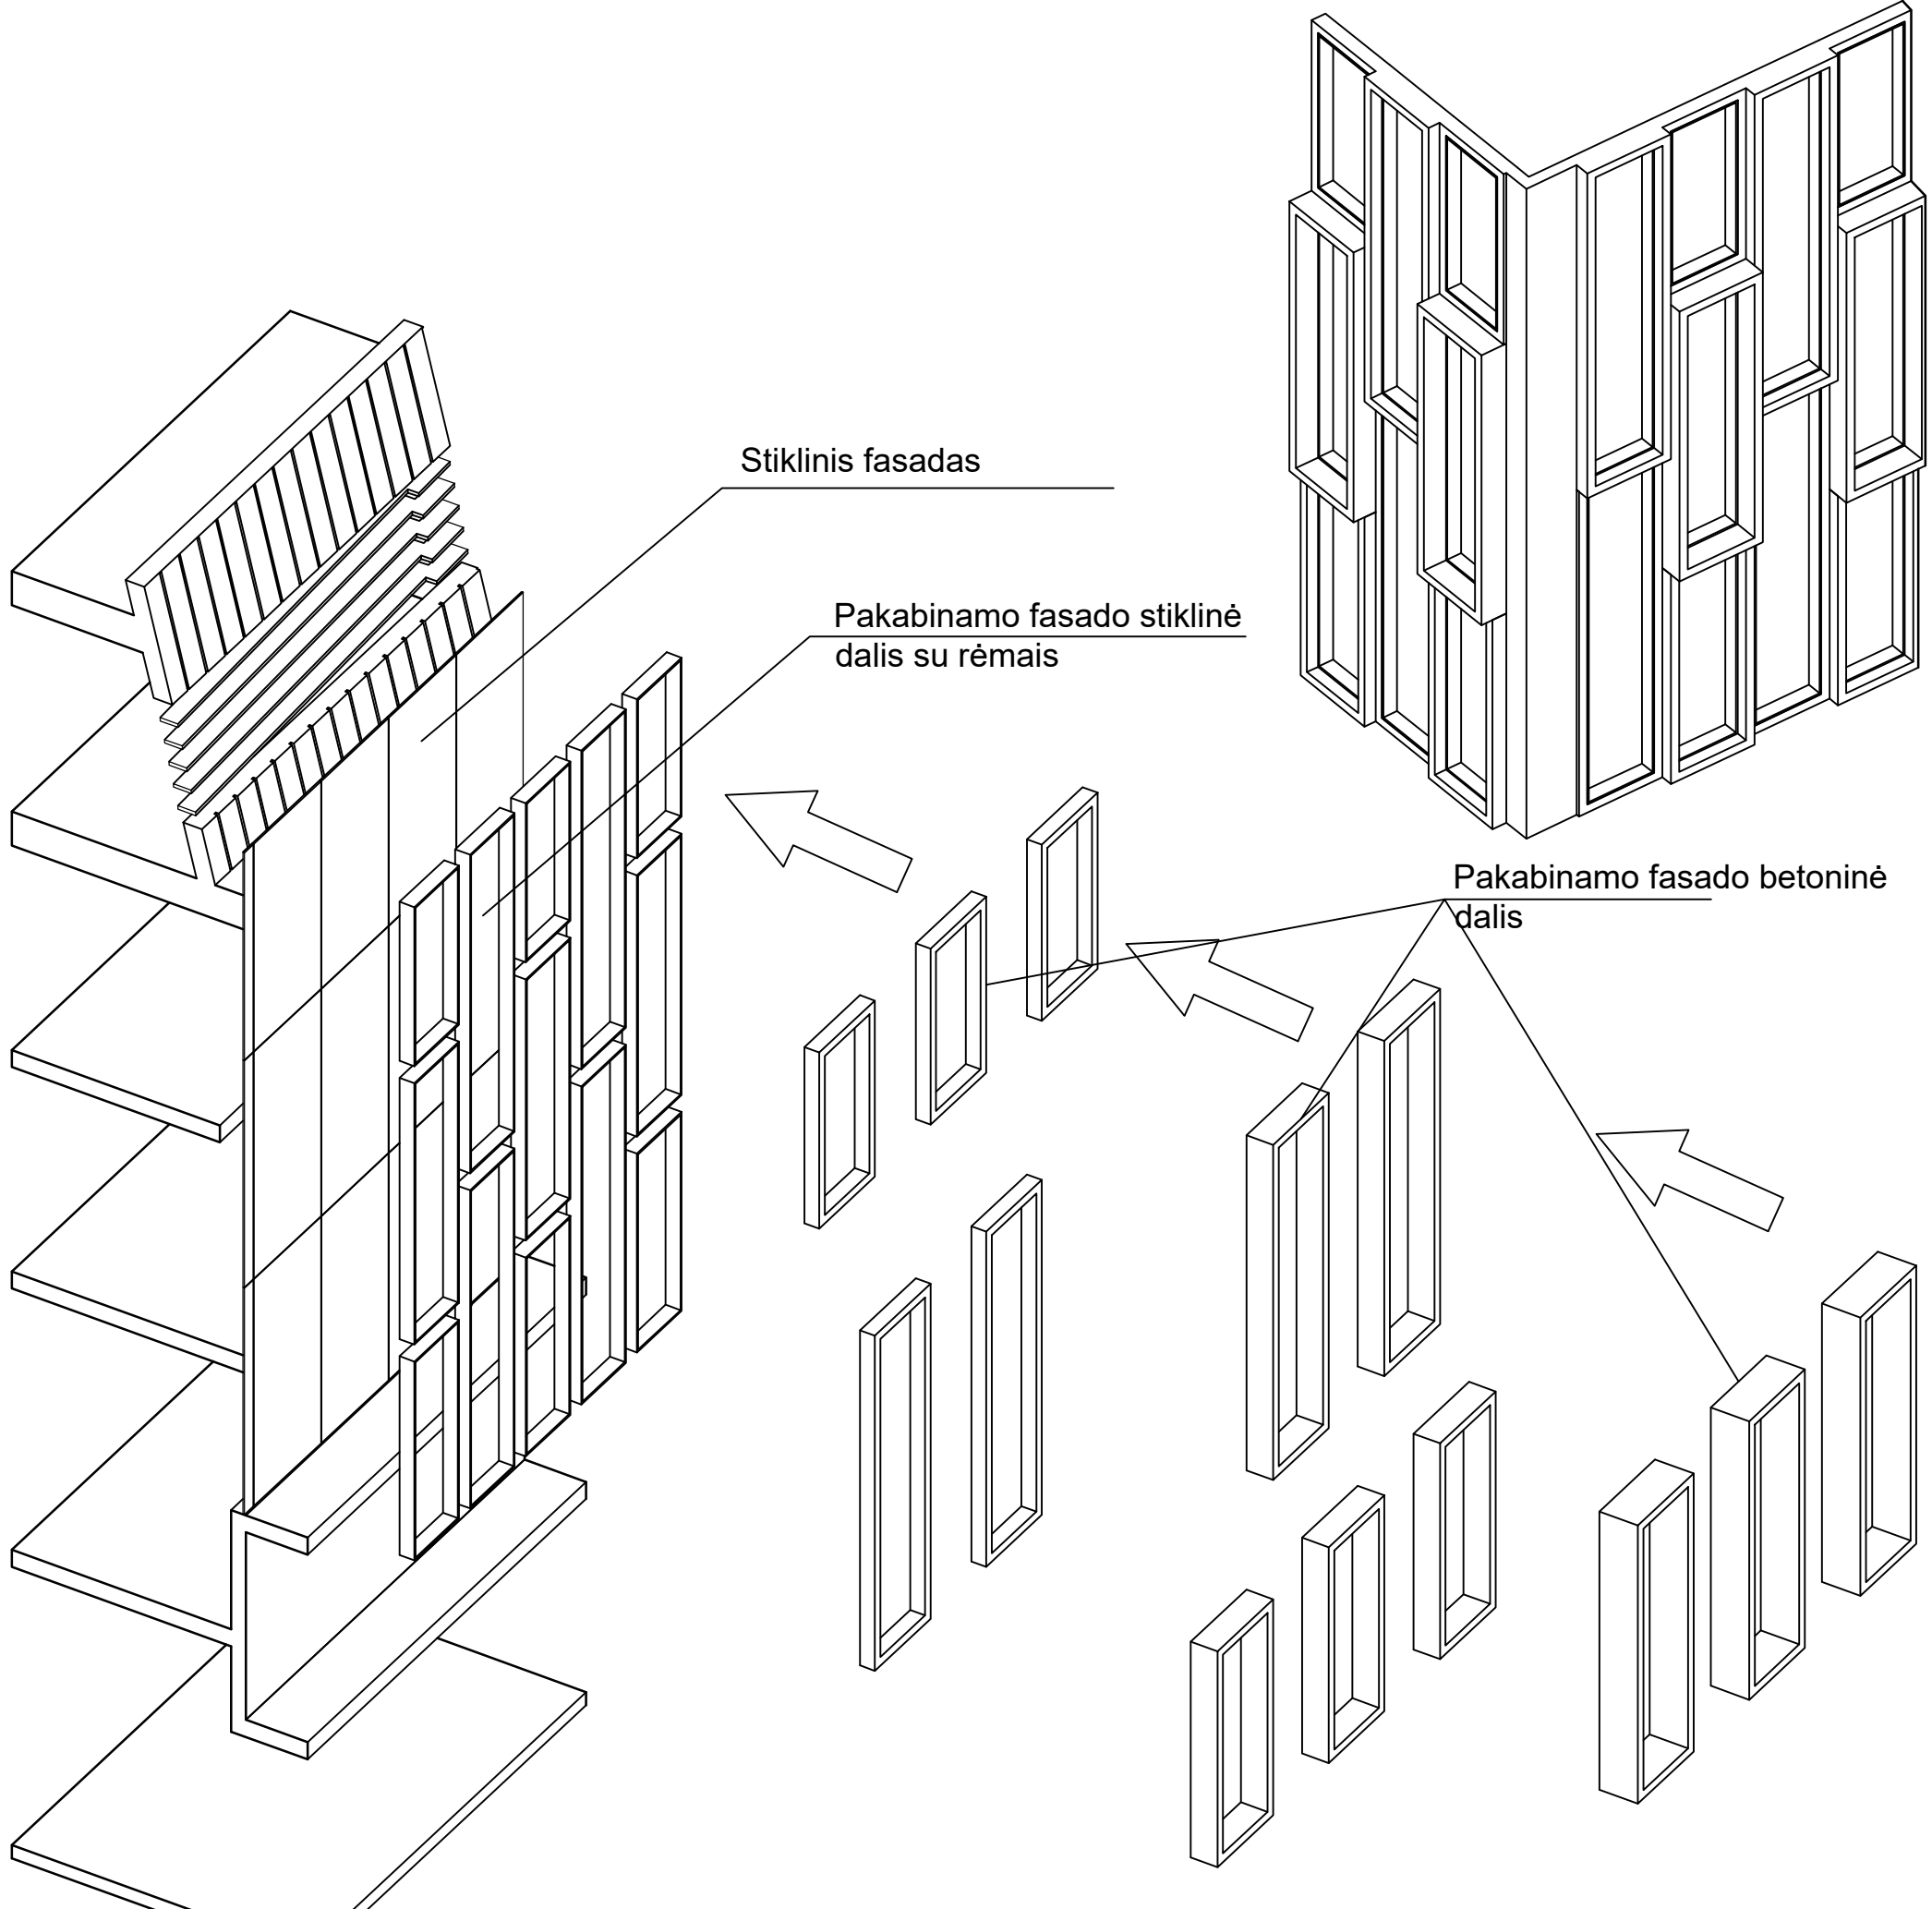 Stiklinis fasadas
Pakabinamo fasado stiklinė
dalis su rėmais
Pakabinamo fasado betoninė
dalis